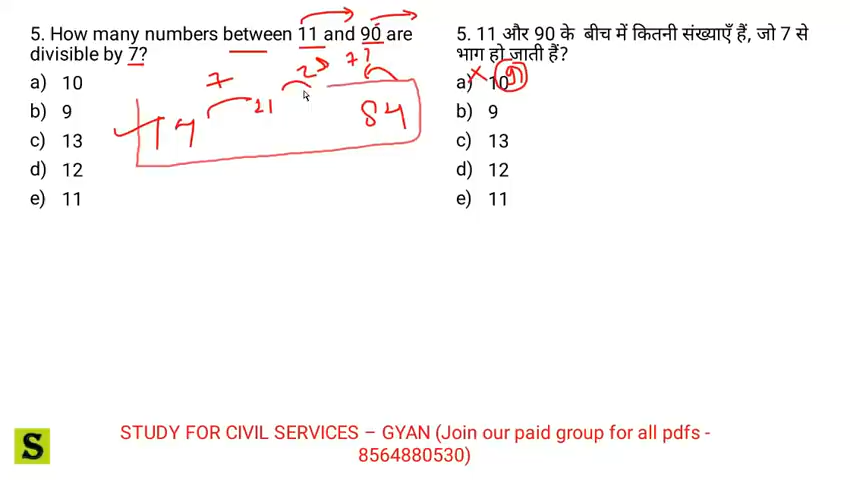 5. How many numbers between 11 and 90 are
divisible by 7?
a) 10
b) 9
c) 13
d) 12
e) 11
7
14
21
84
5. 11 और 90 के बीच में कितनी संख्याएँ हैं, जो 7 से
भाग हो जाती हैं?
a) 10
b) 9
c) 13
d) 12
e) 11
91
S
STUDY FOR CIVIL SERVICES – GYAN (Join our paid group for all pdfs -
8564880530)